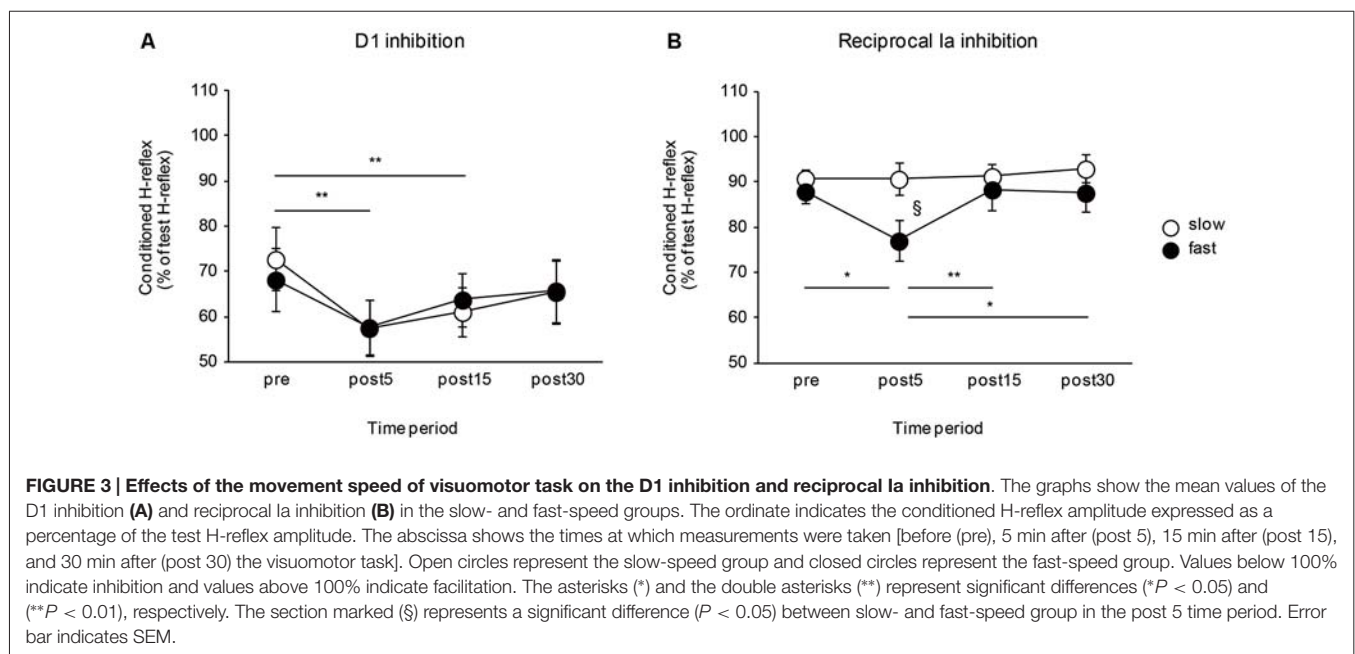 A
D1 inhibition
Conditioned H-reflex
(% of test H-reflex)
110
100
90
80
70
60
50
**
**
pre
post5
post15
post30
Time period
B
Reciprocal Ia inhibition
Conditioned H-reflex
(% of test H-reflex)
110
100
90
80
70
60
50
§
*
**
*
pre
post5
post15
post30
Time period
slow
fast
FIGURE 3 | Effects of the movement speed of visuomotor task on the D1 inhibition and reciprocal Ia inhibition. The graphs show the mean values of the
D1 inhibition (A) and reciprocal Ia inhibition (B) in the slow- and fast-speed groups. The ordinate indicates the conditioned H-reflex amplitude expressed as a
percentage of the test H-reflex amplitude. The abscissa shows the times at which measurements were taken [before (pre), 5 min after (post 5), 15 min after (post 15),
and 30 min after (post 30) the visuomotor task]. Open circles represent the slow-speed group and closed circles represent the fast-speed group. Values below 100%
indicate inhibition and values above 100% indicate facilitation. The asterisks (*) and the double asterisks (**) represent significant differences (*P < 0.05) and
(**P < 0.01), respectively. The section marked (§) represents a significant difference (P < 0.05) between slow- and fast-speed group in the post 5 time period. Error
bar indicates SEM.